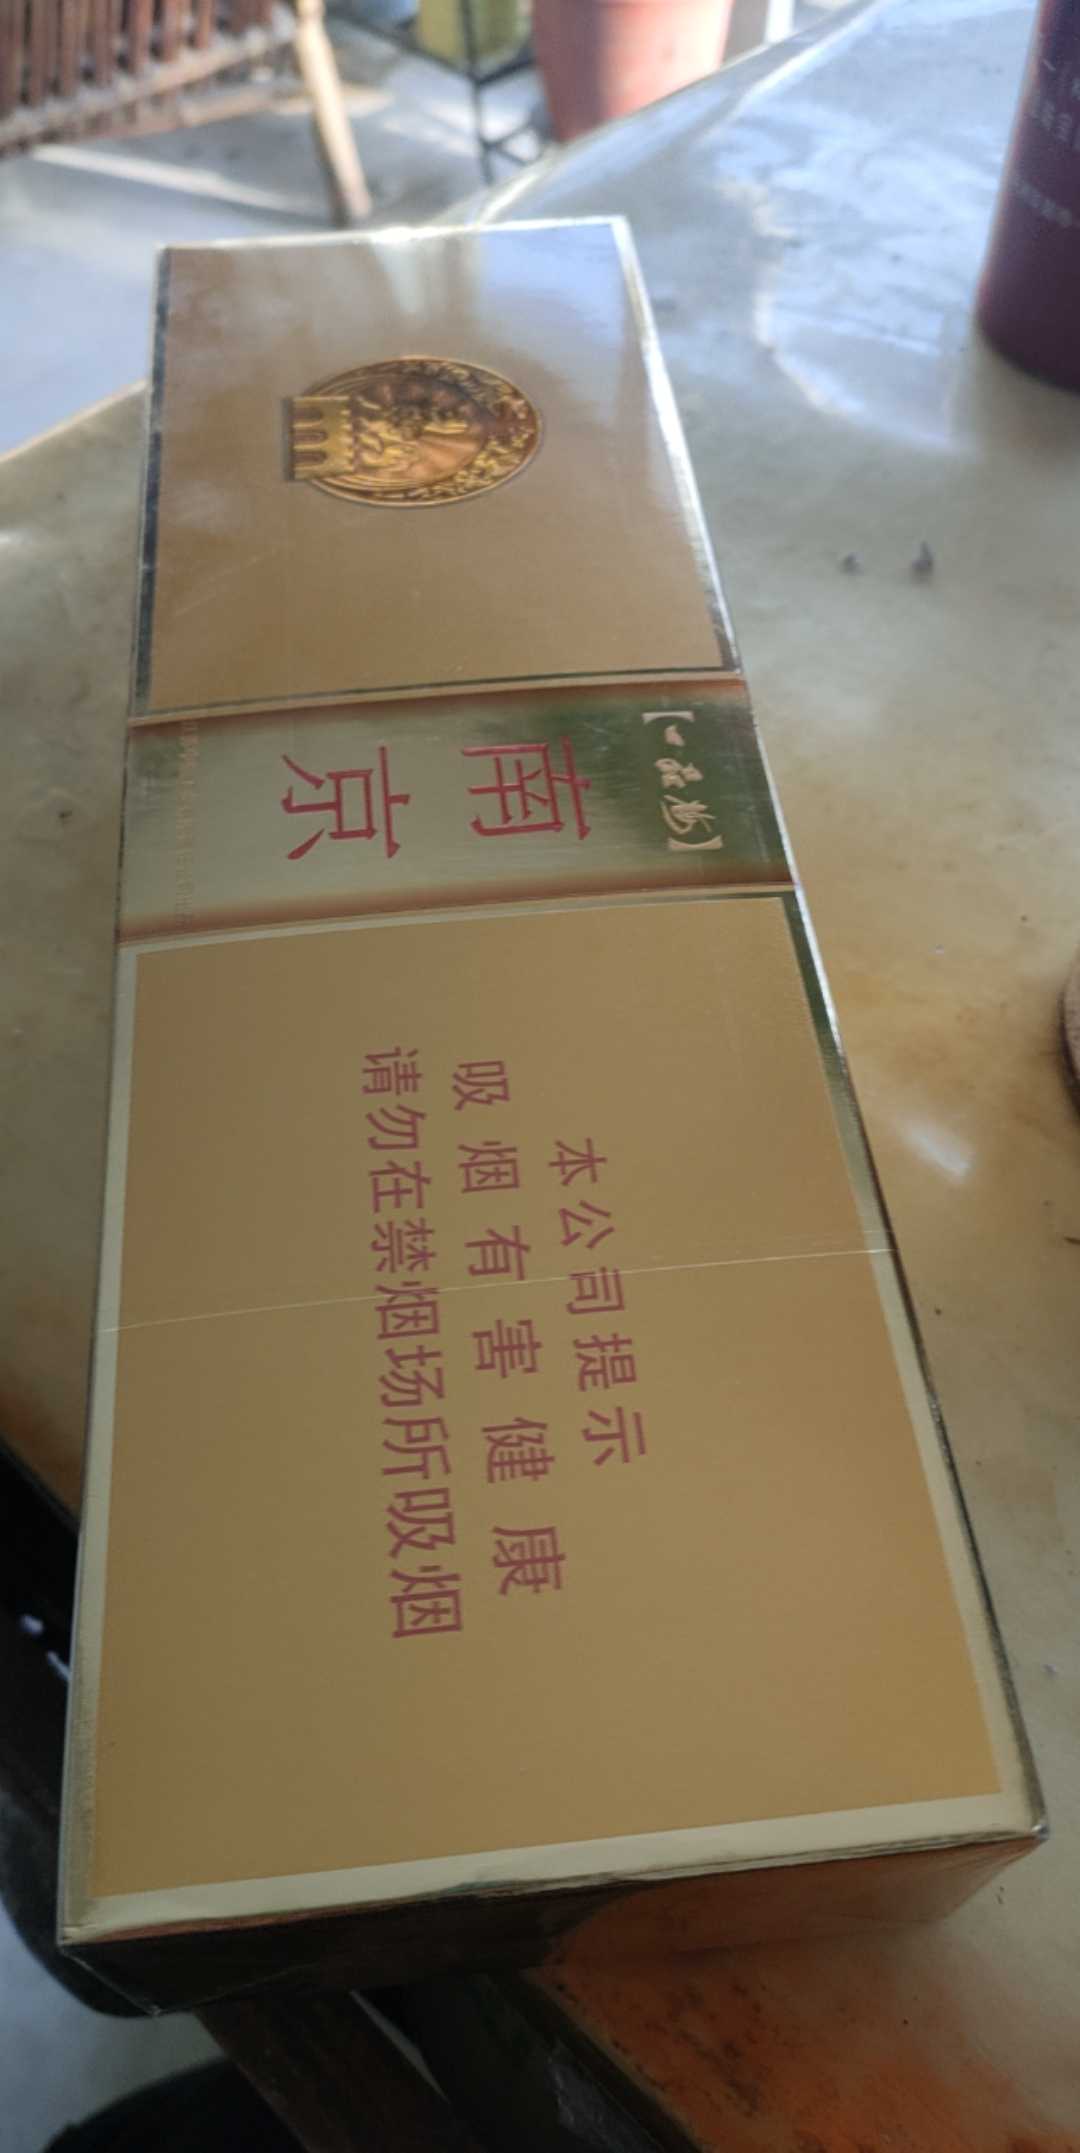 【一品梅】
南京
本公司提示
吸烟有害健康
请勿在禁烟场所吸烟